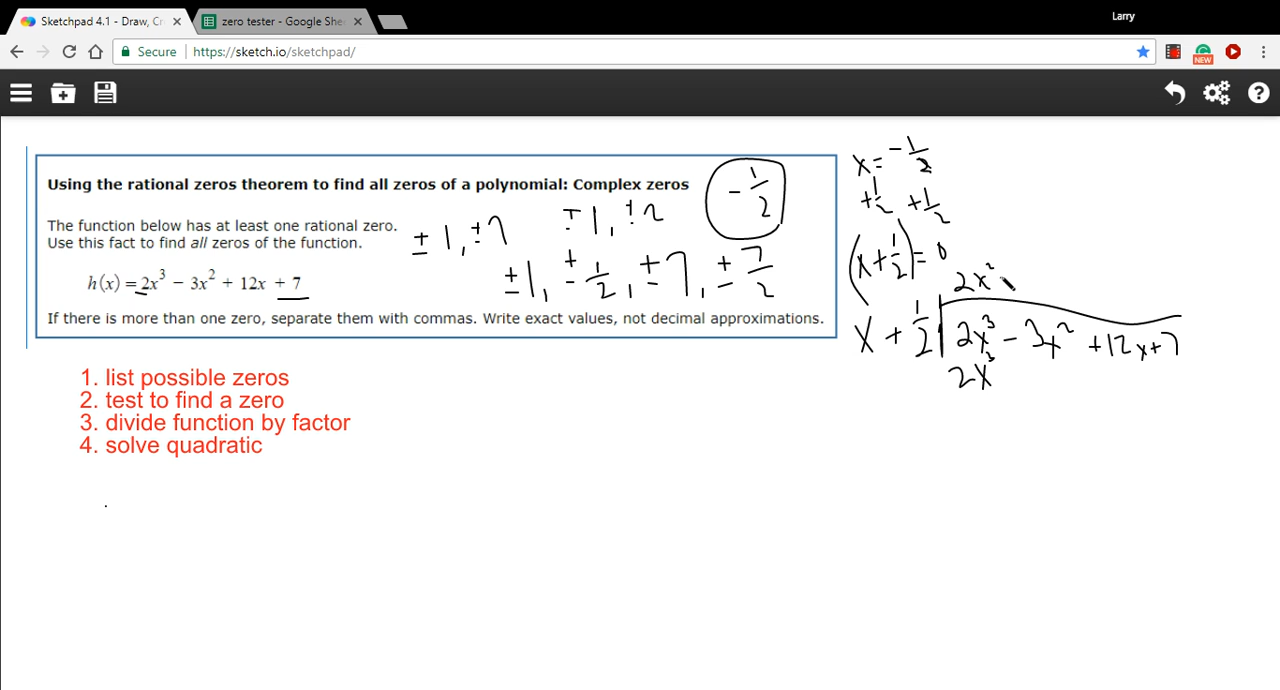 Larry
Sketchpad 4.1 - Draw, Cr
zero tester - Google She
Secure
https://sketch.io/sketchpad/
NEW
Using the rational zeros theorem to find all zeros of a polynomial: Complex zeros
The function below has at least one rational zero.
Use this fact to find all zeros of the function.
h(x) = 2x³ − 3x² + 12x + 7
If there is more than one zero, separate them with commas. Write exact values, not decimal approximations.
± 1, ± 7
± 1, ± 2
- 1/2
± 1, ± 1/2, ± 7, ± 7/2
1. list possible zeros
2. test to find a zero
3. divide function by factor
4. solve quadratic
x = - 1/2
+ 1/2 + 1/2
(x + 1/2) = 0
2x²
x + 1/2 2x³ - 3x² + 12x + 7
2x³